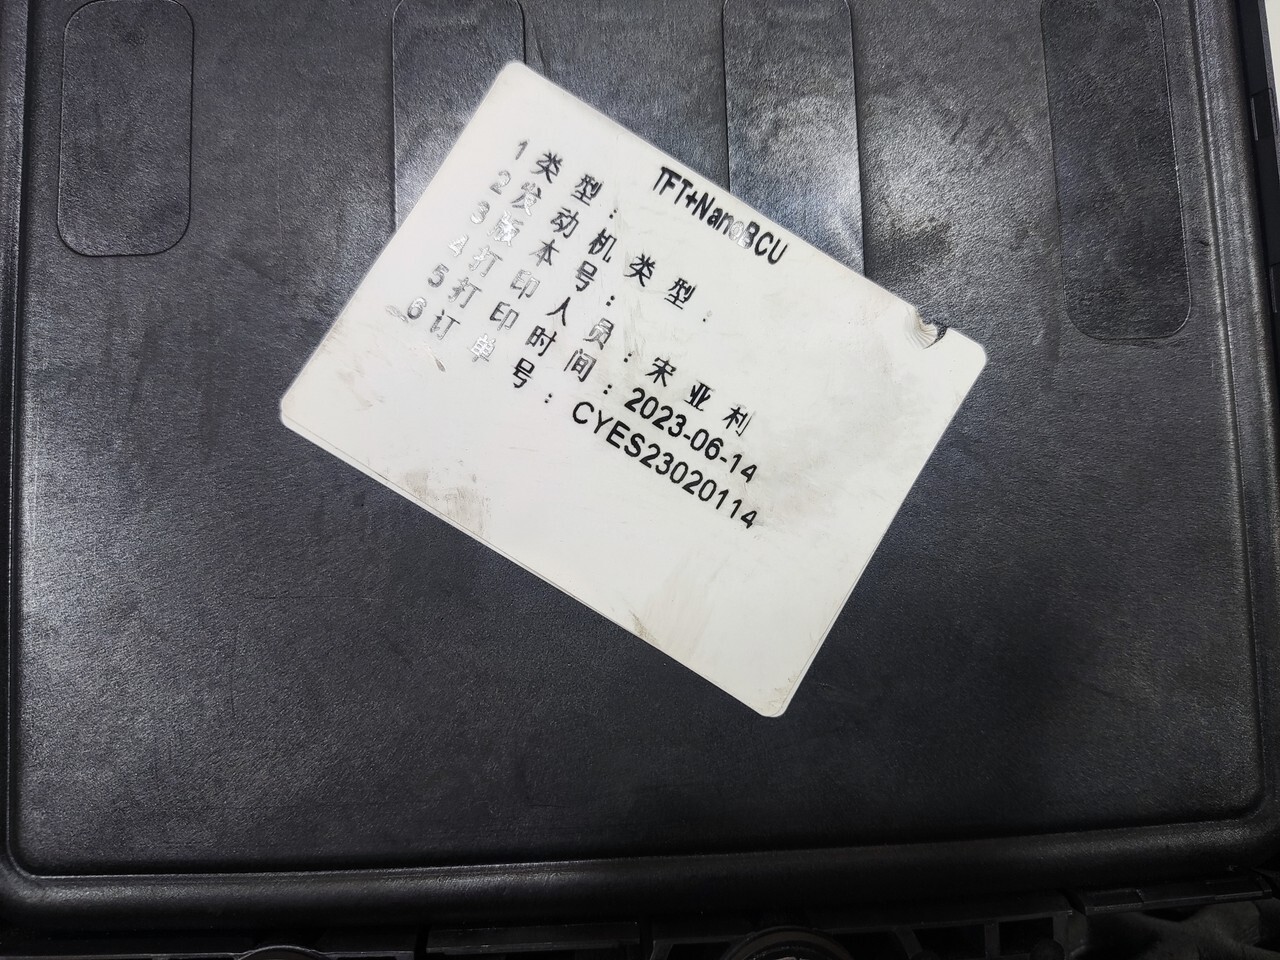 1类型: TFT+NanoBCU
2发动机类型:
3版本号:
4打印人员: 宋亚利
5打印时间: 2023-06-14
6订单号: CYES23020114